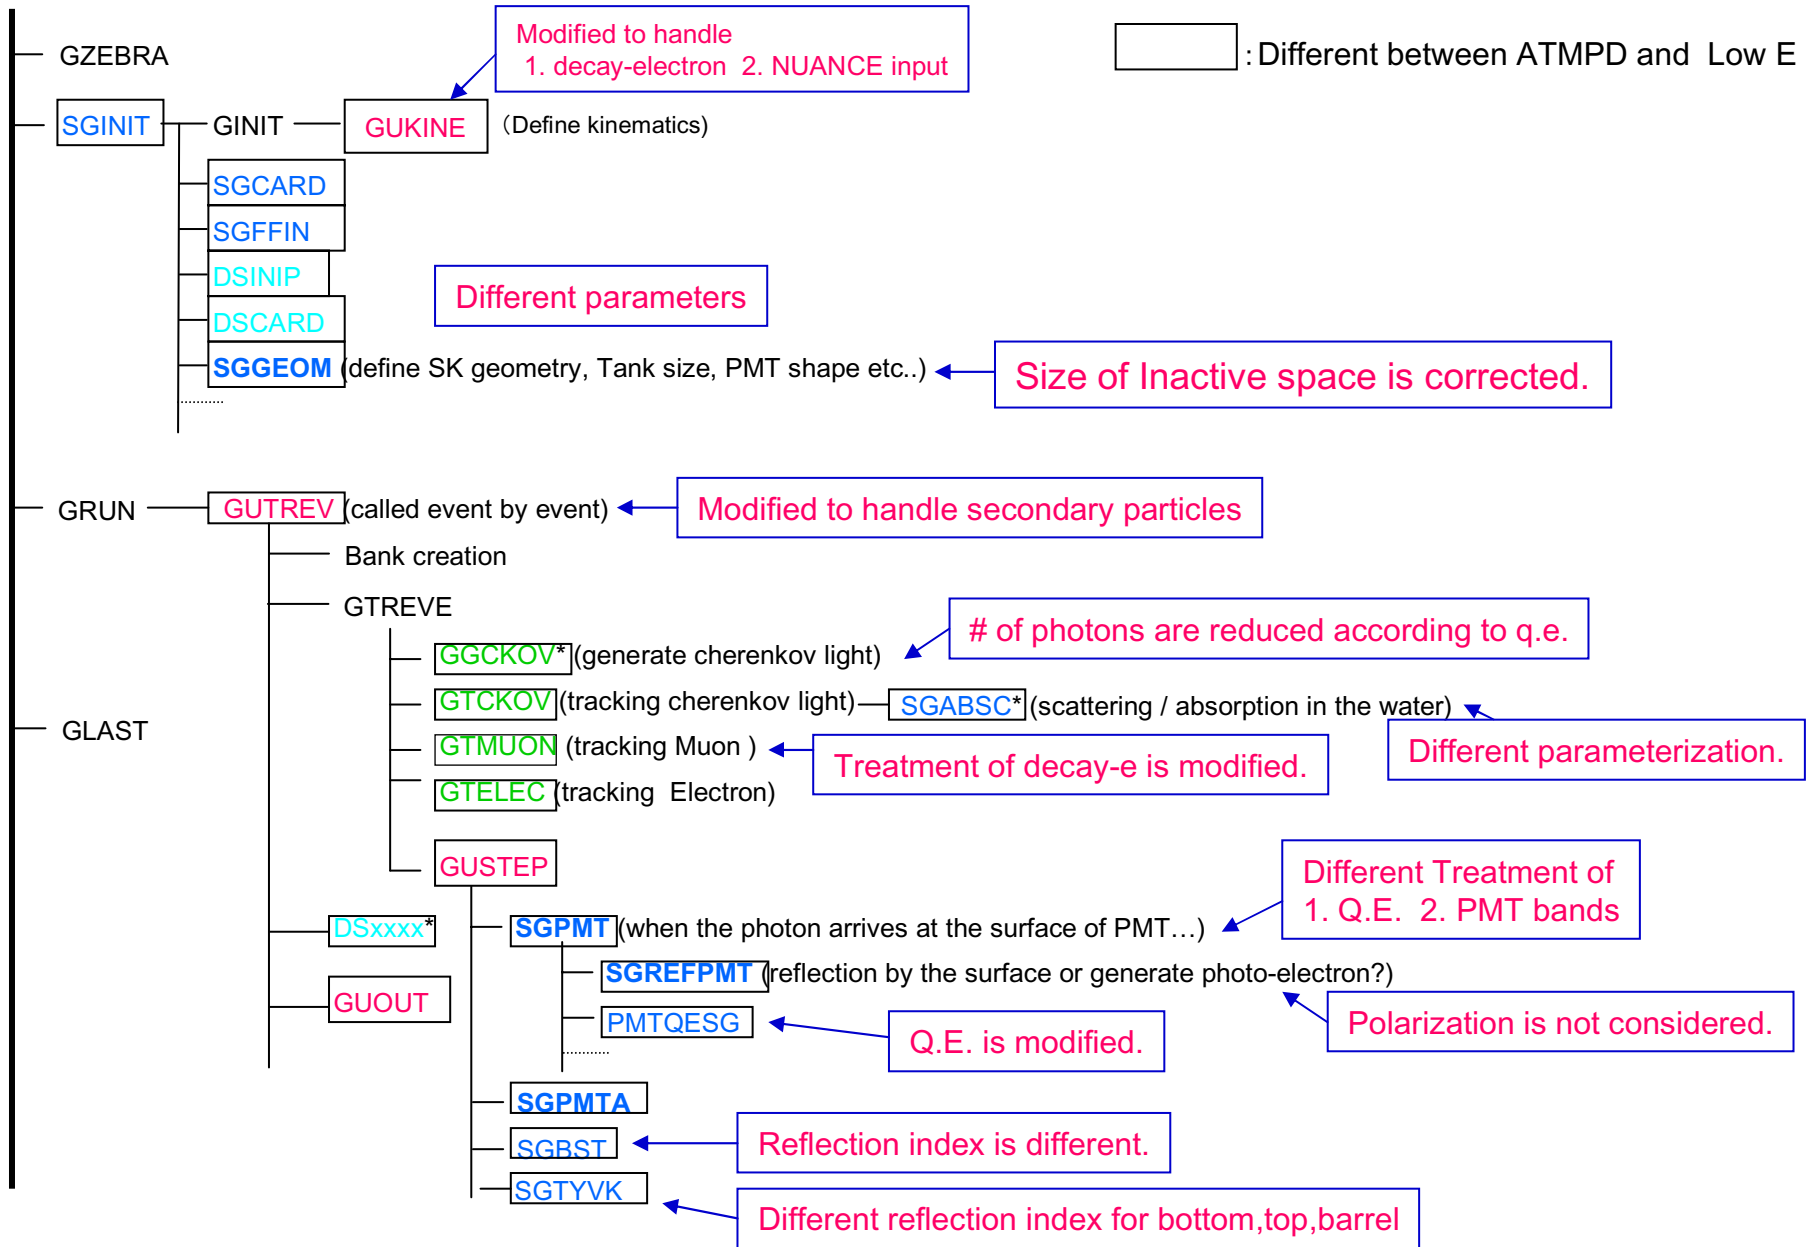 Modified to handle
1. decay-electron  2. NUANCE input
: Different between ATMPD and  Low E
GZEBRA
SGINIT
GINIT
GUKINE
(Define kinematics)
SGCARD
SGFFIN
DSINIP
Different parameters
DSCARD
SGGEOM (define SK geometry, Tank size, PMT shape etc..)
Size of Inactive space is corrected.
...........
GRUN
GUTREV (called event by event)
Modified to handle secondary particles
Bank creation
GTREVE
# of photons are reduced according to q.e.
GGCKOV* (generate cherenkov light)
GTCKOV (tracking cherenkov light)
SGABSC* (scattering / absorption in the water)
GLAST
GTMUON (tracking Muon )
Treatment of decay-e is modified.
Different parameterization.
GTELEC (tracking  Electron)
GUSTEP
Different Treatment of
1. Q.E.  2. PMT bands
DSxxxx*
SGPMT (when the photon arrives at the surface of PMT…)
SGREFPMT (reflection by the surface or generate photo-electron?)
GUOUT
PMTQESG
Q.E. is modified.
Polarization is not considered.
............
SGPMTA
SGBST
Reflection index is different.
SGTYVK
Different reflection index for bottom,top,barrel